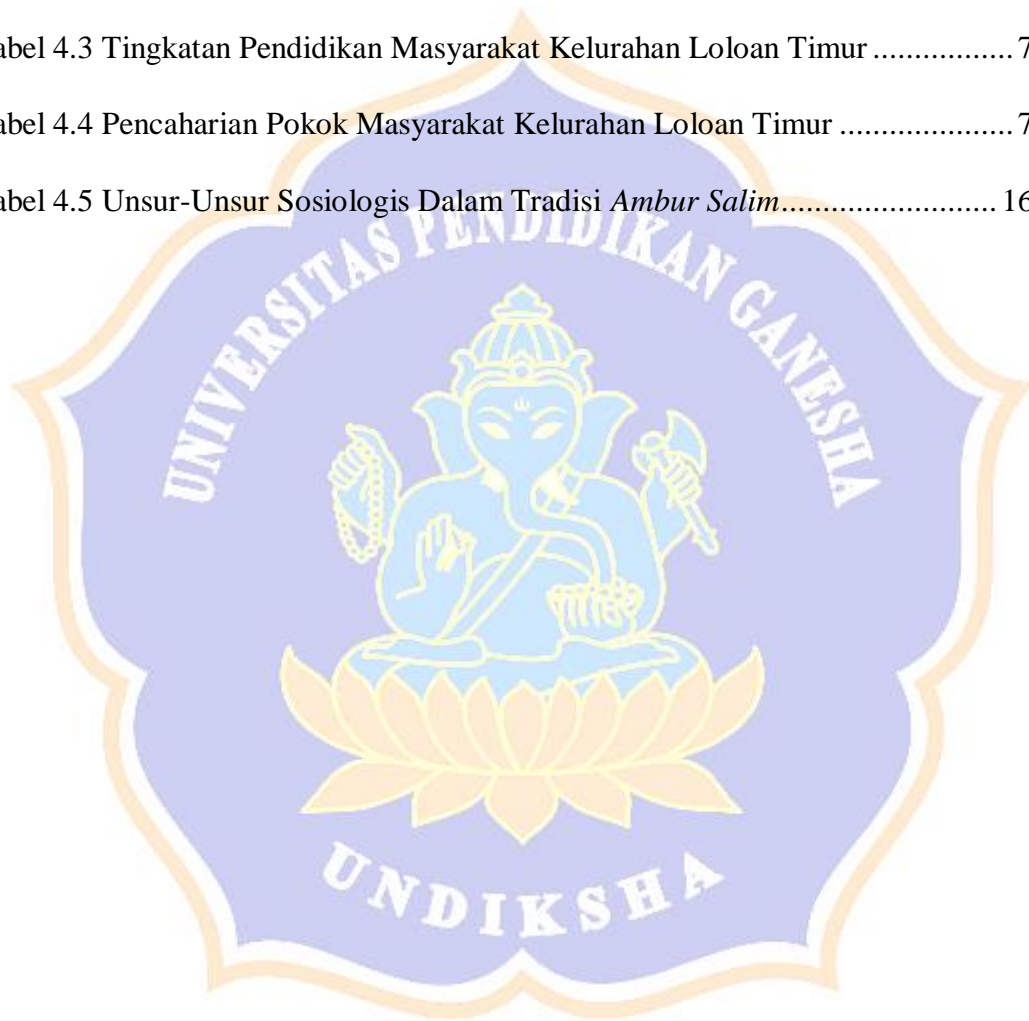 abel 4.3 Tingkatan Pendidikan Masyarakat Kelurahan Loloan Timur ................. 7
abel 4.4 Pencaharian Pokok Masyarakat Kelurahan Loloan Timur ..................... 7
abel 4.5 Unsur-Unsur Sosiologis Dalam Tradisi Ambur Salim.......................... 16
UNIVERSITAS PENDIDIKAN GANESHA
UNDIKSHA